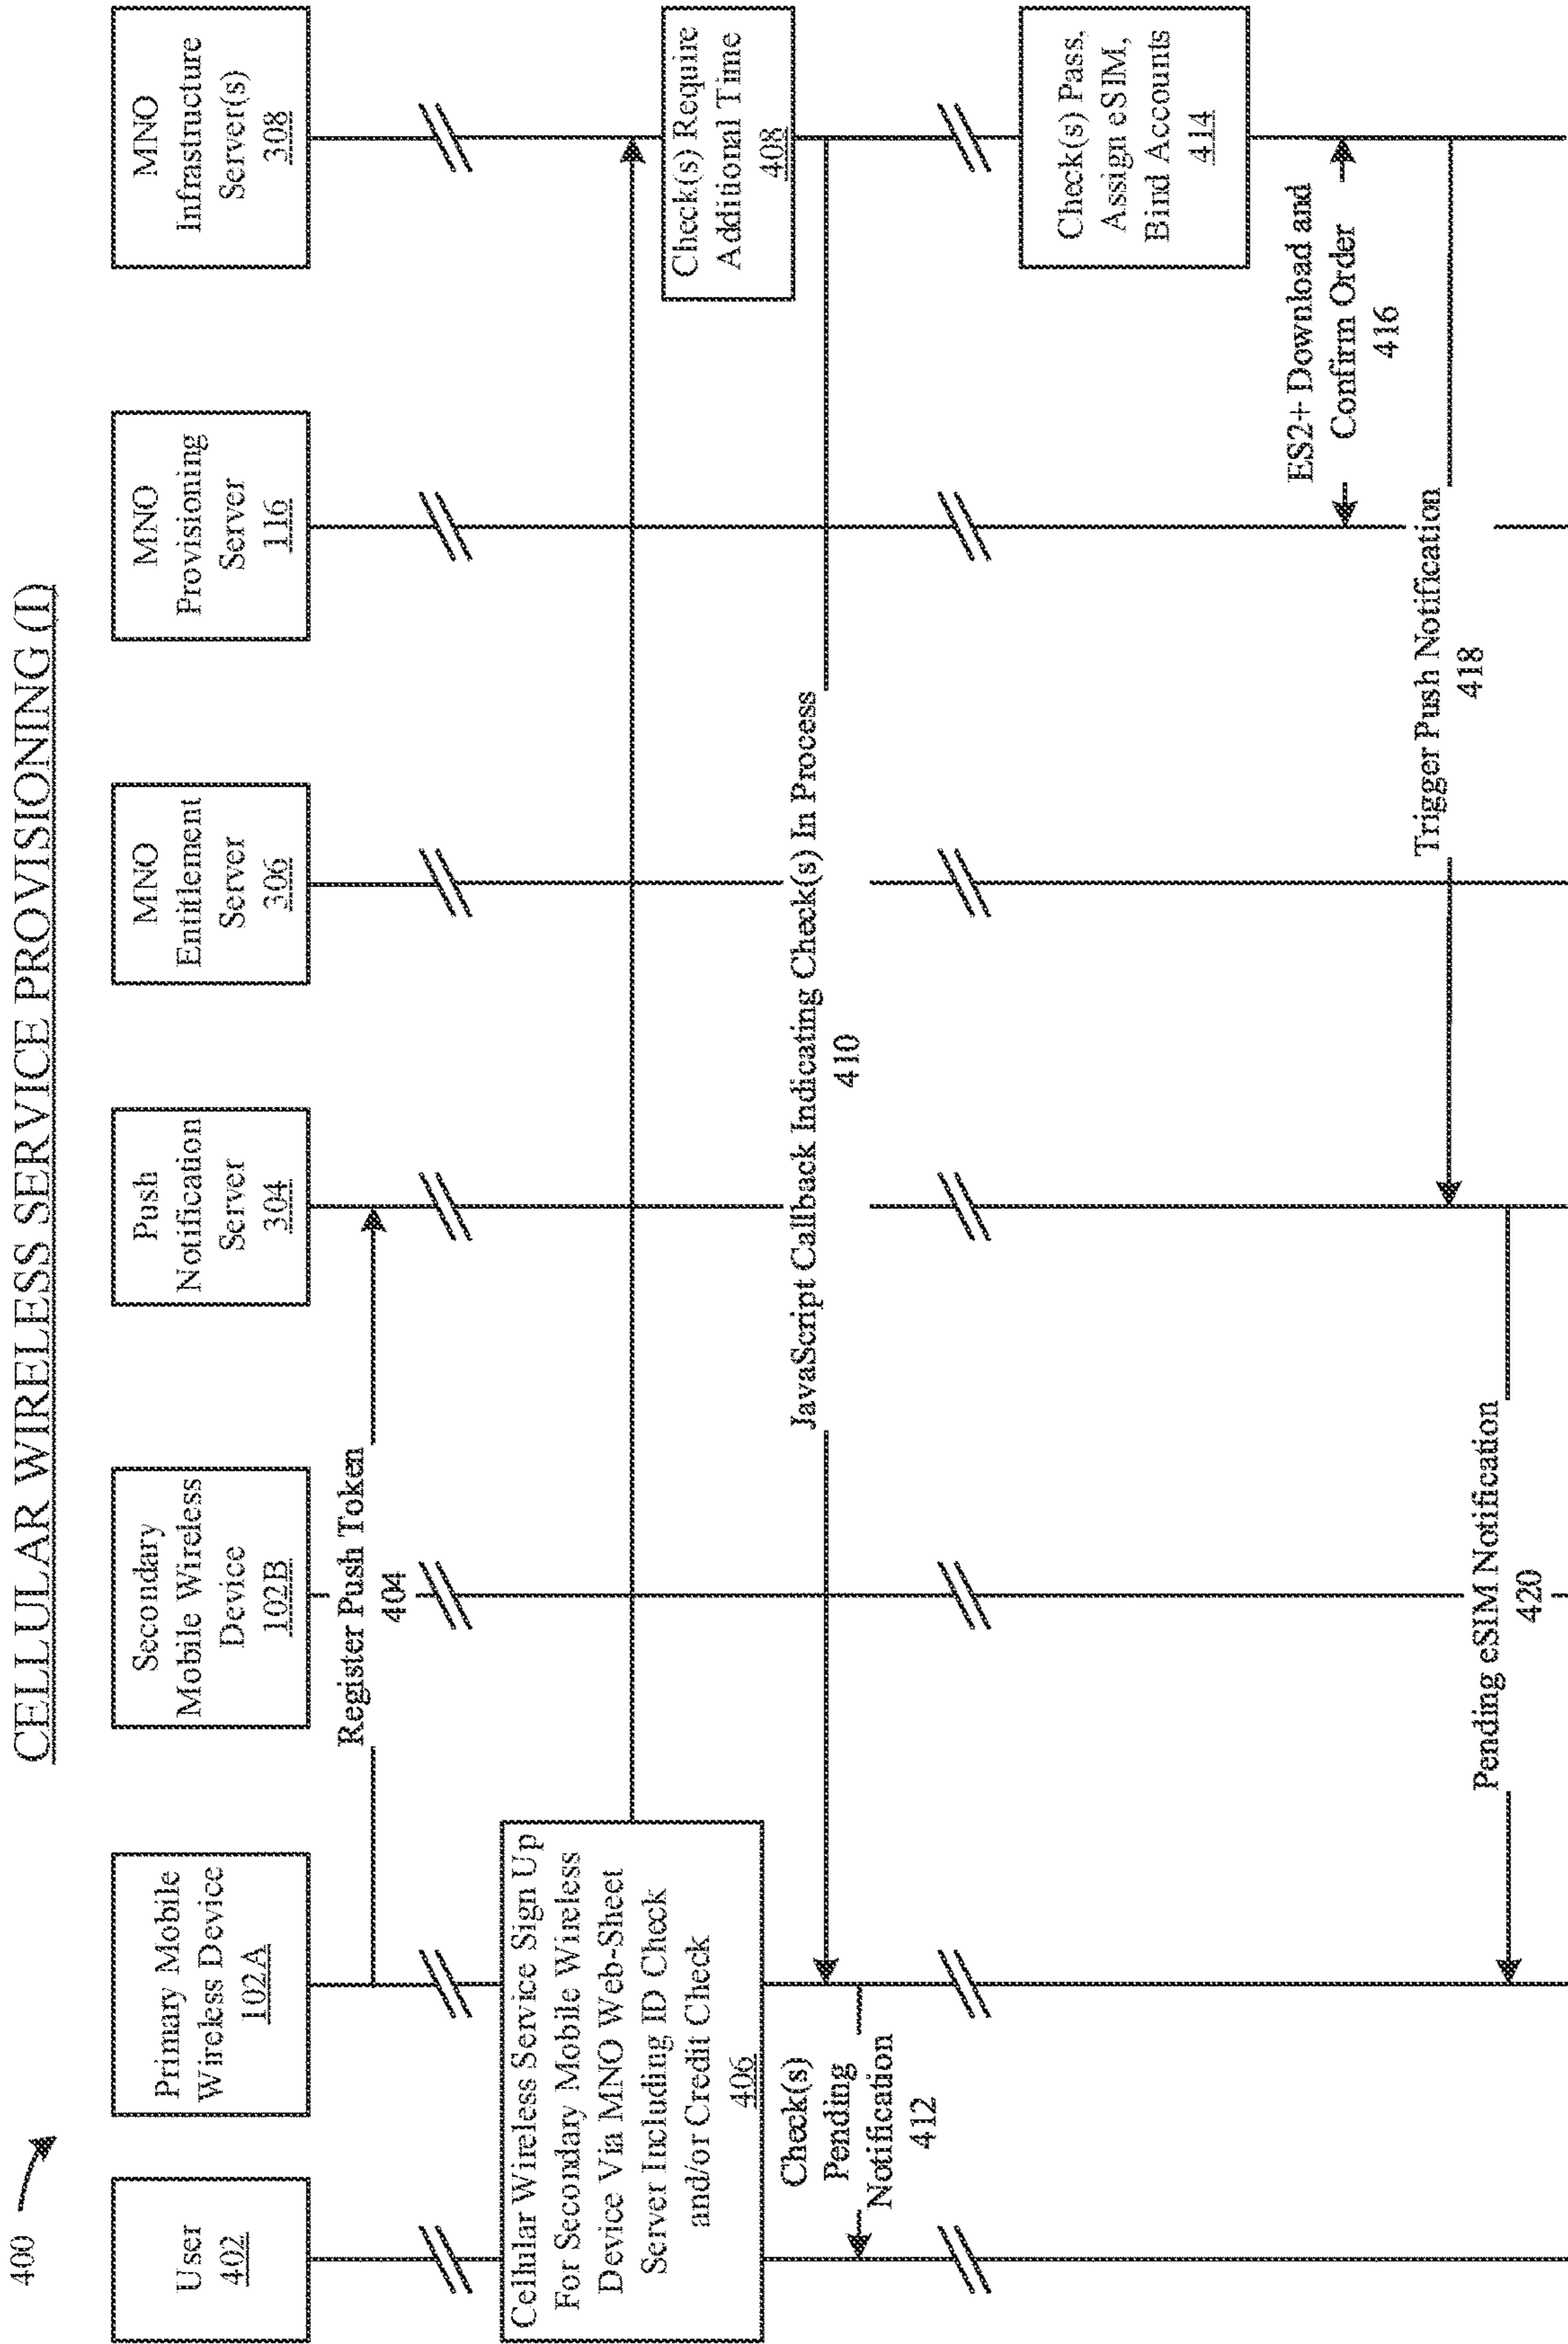 CELLULAR WIRELESS SERVICE PROVISIONING (I)
400
User
402
Primary Mobile
Wireless Device
102A
Secondary
Mobile Wireless
Device
102B
Push
Notification
Server
304
MNO
Entitlement
Server
306
MNO
Provisioning
Server
116
MNO
Infrastructure
Server(s)
308
Register Push Token
404
Cellular Wireless Service Sign Up
For Secondary Mobile Wireless
Device Via MNO Web-Sheet
Server Including ID Check
and/or Credit Check
406
Check(s) Require
Additional Time
408
JavaScript Callback Indicating Check(s) In Process
410
Check(s)
Pending
Notification
412
Check(s) Pass,
Assign eSIM,
Bind Accounts
414
ES2+ Download and
Confirm Order
416
Trigger Push Notification
418
Pending eSIM Notification
420